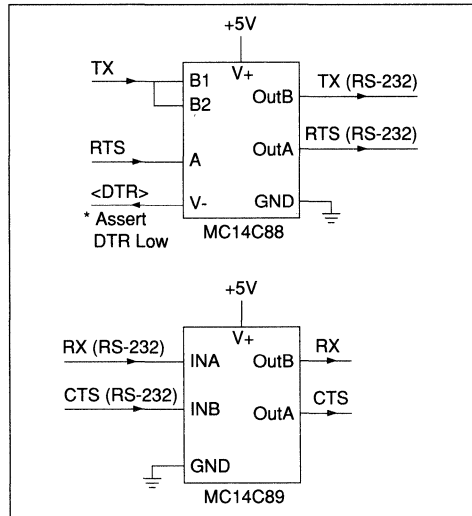 +5V
V+
TX
B1
B2
OutB
TX (RS-232)
RTS
A
OutA
RTS (RS-232)
<DTR>
* Assert
DTR Low
V-
GND
MC14C88
+5V
V+
RX (RS-232)
INA
OutB
RX
CTS (RS-232)
INB
OutA
CTS
GND
MC14C89